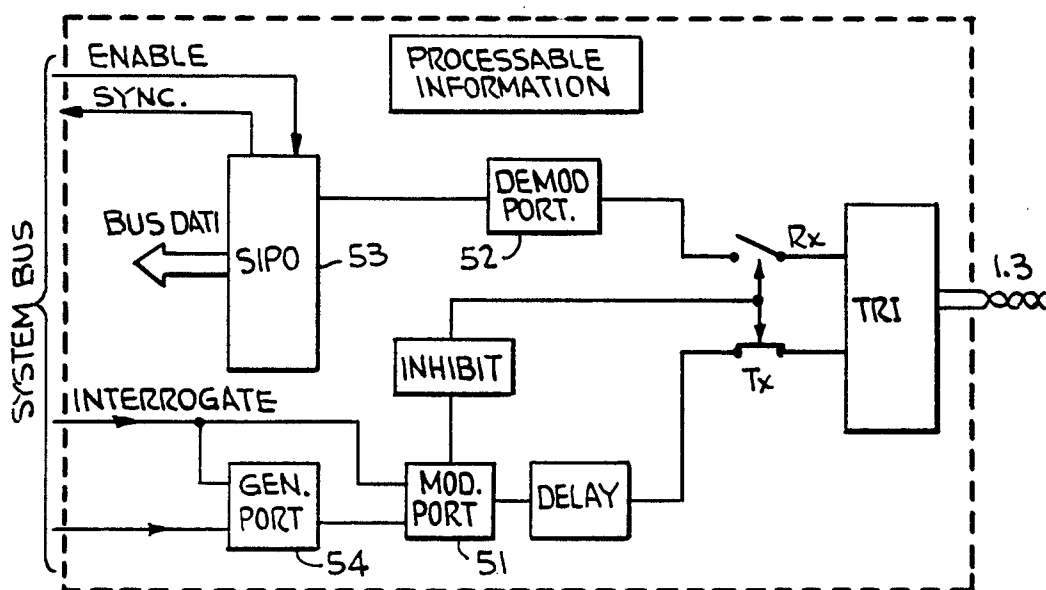 ENABLE
SYNC.
PROCESSABLE
INFORMATION
SYSTEM BUS
BUS DATI
SIPO
53
DEMOD
PORT.
52
Rx
1.3
TRI
INHIBIT
Tx
INTERROGATE
GEN.
PORT
54
MOD.
PORT
51
DELAY